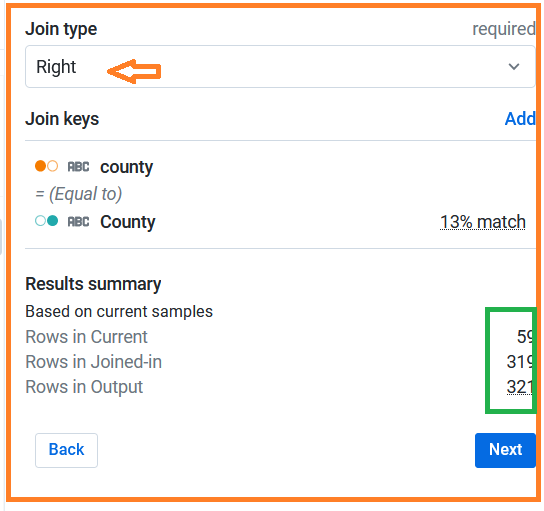 Join type required
Right
Join keys Add
ABC county
= (Equal to)
ABC County 13% match
Results summary
Based on current samples
Rows in Current 59
Rows in Joined-in 319
Rows in Output 321
Back Next